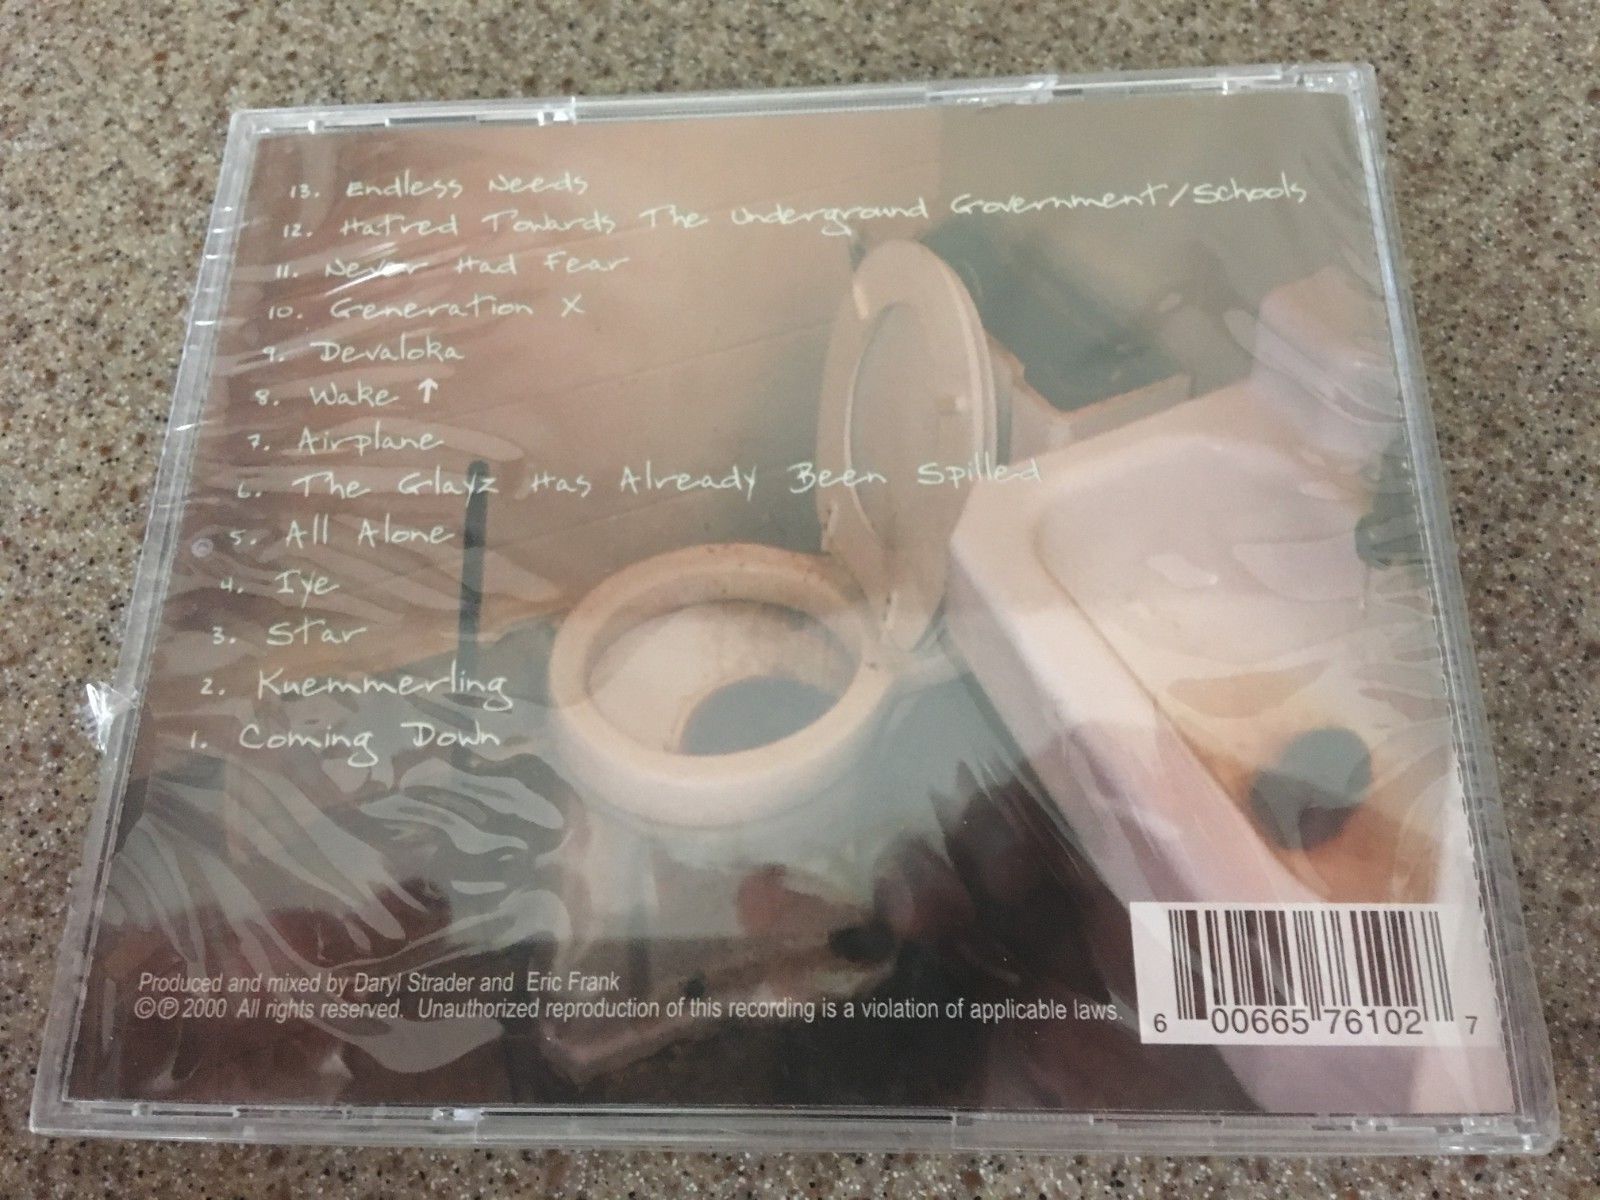 13. Endless Needs
12. Hatred Towards The Underground Government/Schools
11. Never Had Fear
10. Generation X
9. Devaloka
8. Wake ↑
7. Airplane
6. The Glayz Has Already Been Spilled
5. All Alone
4. Iye
3. Star
2. Kuemmerling
1. Coming Down
Produced and mixed by Daryl Strader and Eric Frank
©℗ 2000 All rights reserved. Unauthorized reproduction of this recording is a violation of applicable laws.
6 00665 76102 7